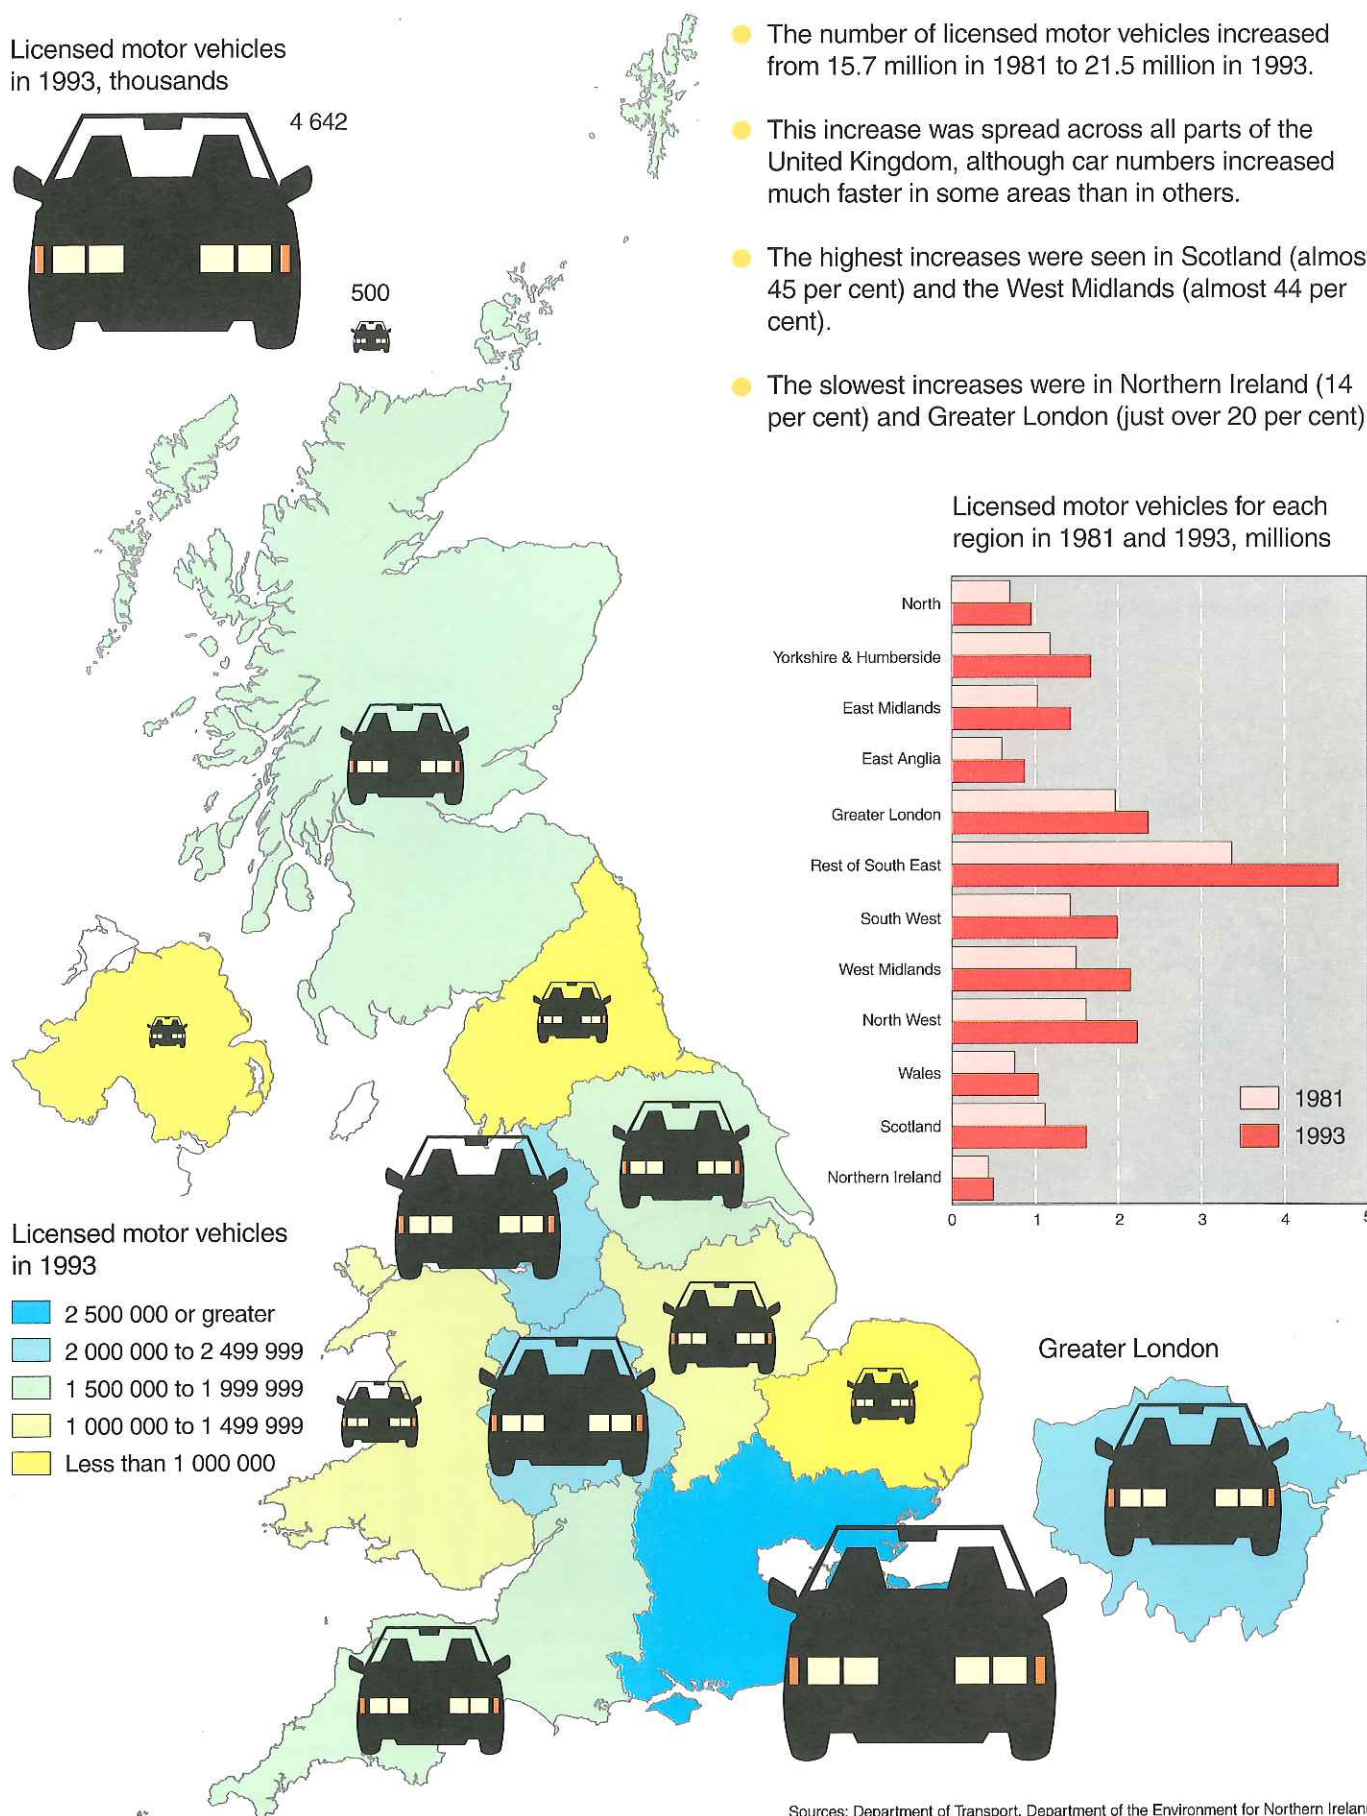 Licensed motor vehicles
in 1993, thousands
4 642
500
The number of licensed motor vehicles increased
from 15.7 million in 1981 to 21.5 million in 1993.
This increase was spread across all parts of the
United Kingdom, although car numbers increased
much faster in some areas than in others.
The highest increases were seen in Scotland (almos
45 per cent) and the West Midlands (almost 44 per
cent).
The slowest increases were in Northern Ireland (14
per cent) and Greater London (just over 20 per cent)
Licensed motor vehicles for each
region in 1981 and 1993, millions
North
Yorkshire & Humberside
East Midlands
East Anglia
Greater London
Rest of South East
South West
West Midlands
North West
Wales
Scotland
Northern Ireland
1981
1993
0 1 2 3 4 5
Licensed motor vehicles
in 1993
2 500 000 or greater
2 000 000 to 2 499 999
1 500 000 to 1 999 999
1 000 000 to 1 499 999
Less than 1 000 000
Greater London
Sources: Department of Transport, Department of the Environment for Northern Irelan